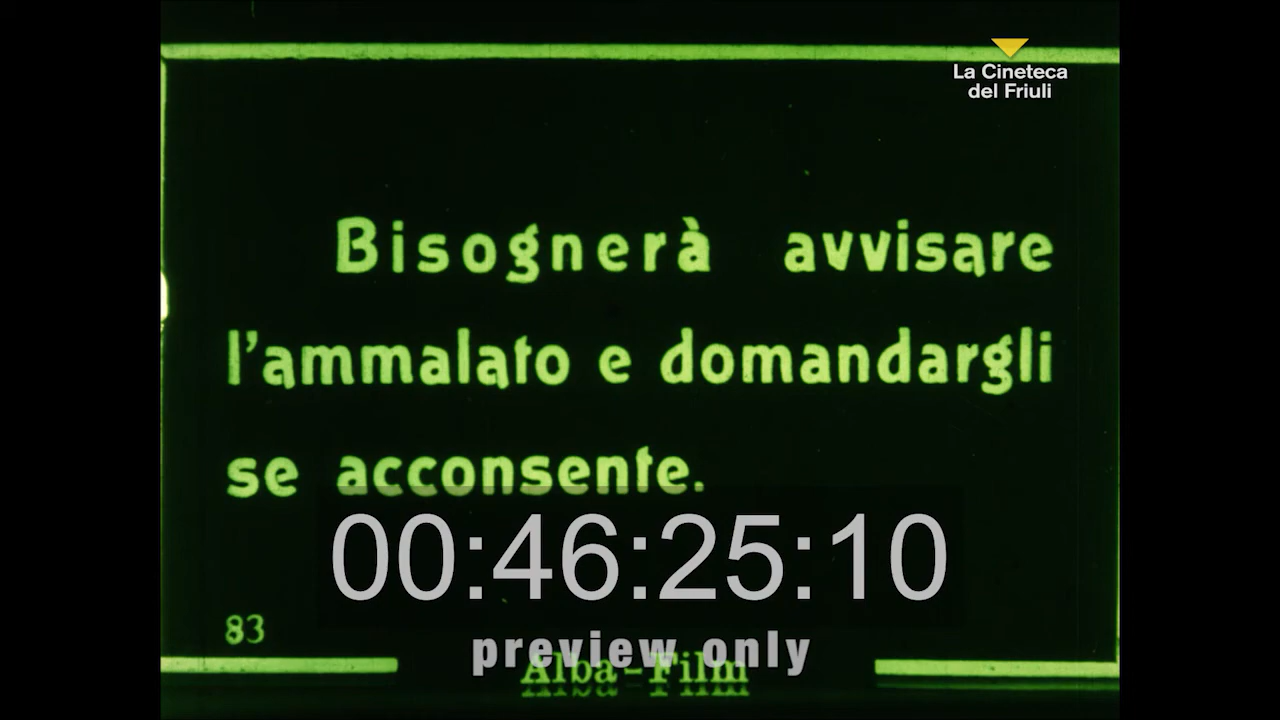 La Cineteca
del Friuli
Bisognerà avvisare
l'ammalato e domandargli
se acconsente.
00:46:25:10
83
preview only
Alba-Film